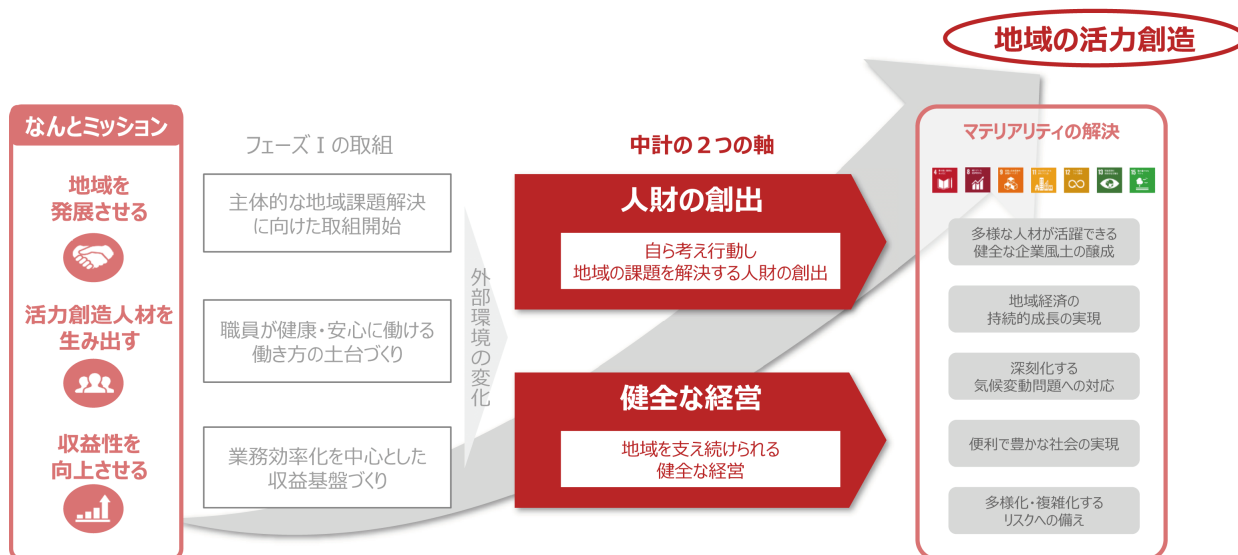 地域の活力創造
なんとミッション
地域を
発展させる
活力創造人材を
生み出す
収益性を
向上させる
フェーズⅠの取組
主体的な地域課題解決
に向けた取組開始
職員が健康・安心に働ける
働き方の土台づくり
業務効率化を中心とした
収益基盤づくり
外部環境の変化
中計の2つの軸
人財の創出
自ら考え行動し
地域の課題を解決する人財の創出
健全な経営
地域を支え続けられる
健全な経営
マテリアリティの解決
4
8
9
11
12
13
15
多様な人材が活躍できる
健全な企業風土の醸成
地域経済の
持続的成長の実現
深刻化する
気候変動問題への対応
便利で豊かな社会の実現
多様化・複雑化する
リスクへの備え